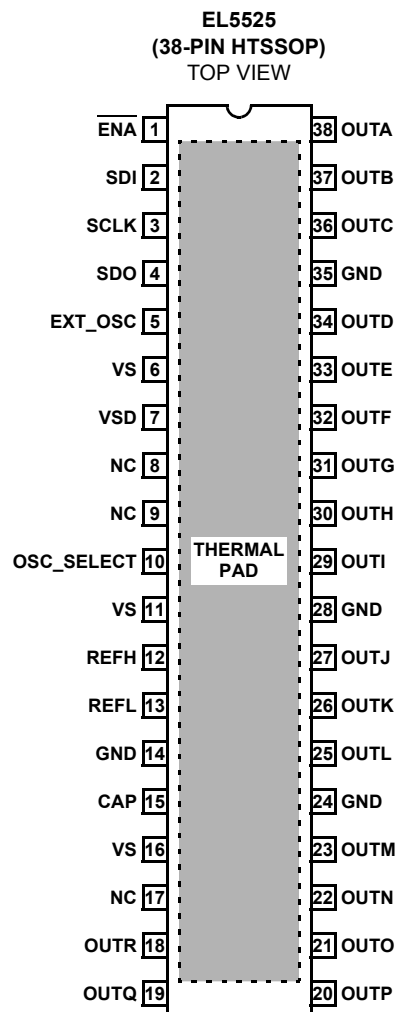 EL5525
(38-PIN HTSSOP)
TOP VIEW
ENA 1 38 OUTA
SDI 2 37 OUTB
SCLK 3 36 OUTC
SDO 4 35 GND
EXT_OSC 5 34 OUTD
VS 6 33 OUTE
VSD 7 32 OUTF
NC 8 31 OUTG
NC 9 30 OUTH
OSC_SELECT 10 THERMAL 29 OUTI
PAD
VS 11 28 GND
REFH 12 27 OUTJ
REFL 13 26 OUTK
GND 14 25 OUTL
CAP 15 24 GND
VS 16 23 OUTM
NC 17 22 OUTN
OUTR 18 21 OUTO
OUTQ 19 20 OUTP